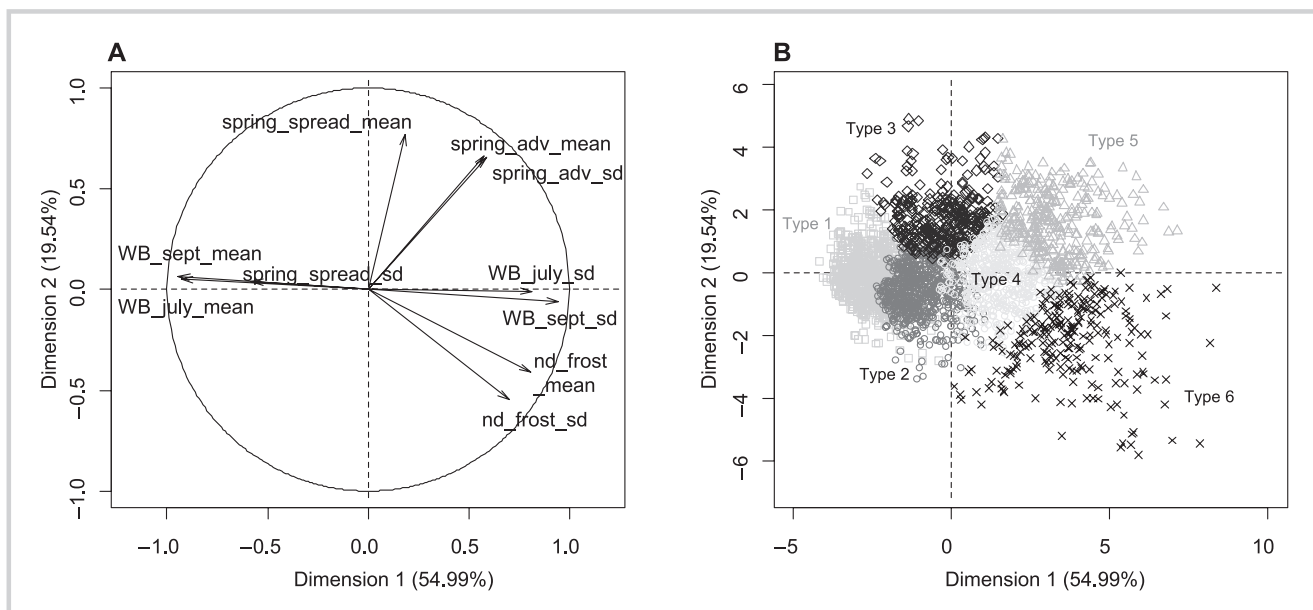 A
1.0
0.5
0.0
−0.5
−1.0
Dimension 2 (19.54%)
spring_spread_mean
spring_adv_mean
spring_adv_sd
WB_sept_mean
spring_spread_sd
WB_july_sd
WB_july_mean
WB_sept_sd
nd_frost
_mean
nd_frost_sd
−1.0 −0.5 0.0 0.5 1.0
Dimension 1 (54.99%)
B
6
4
2
0
−2
−4
−6
Dimension 2 (19.54%)
Type 3
Type 5
Type 1
Type 4
Type 2
Type 6
−5 0 5 10
Dimension 1 (54.99%)